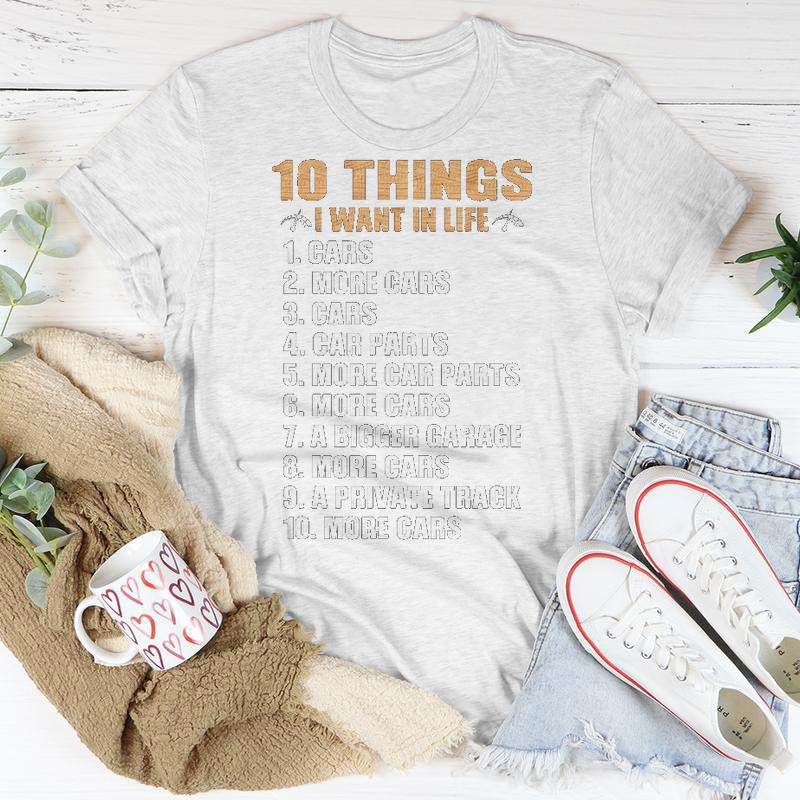 10 THINGS
I WANT IN LIFE
1. CARS
2. MORE CARS
3. CARS
4. CAR PARTS
5. MORE CAR PARTS
6. MORE CARS
7. A BIGGER GARAGE
8. MORE CARS
9. A PRIVATE TRACK
10. MORE CARS